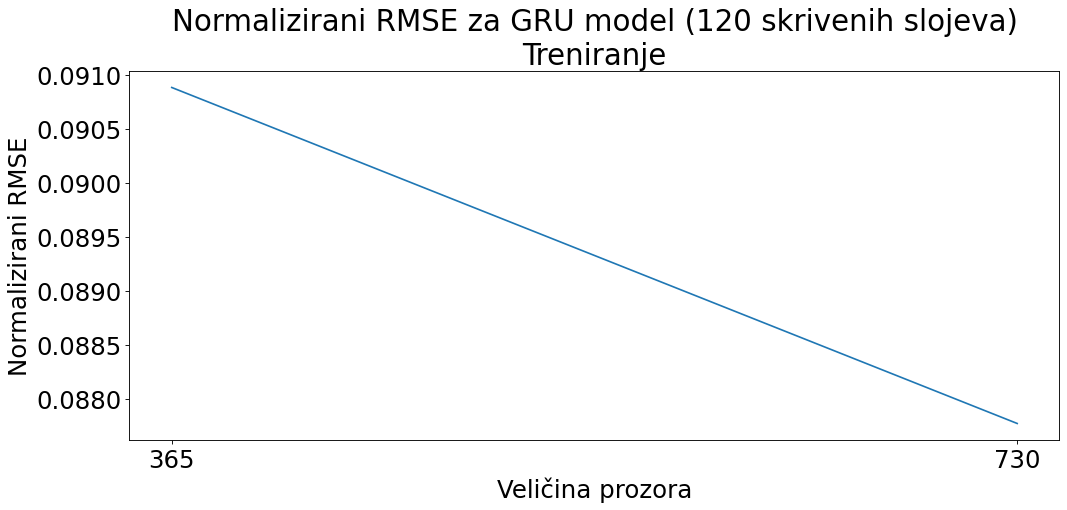 Normalizirani RMSE za GRU model (120 skrivenih slojeva)
Treniranje
0.0910
0.0905
0.0900
0.0895
0.0890
0.0885
0.0880
Normalizirani RMSE
365
730
Veličina prozora